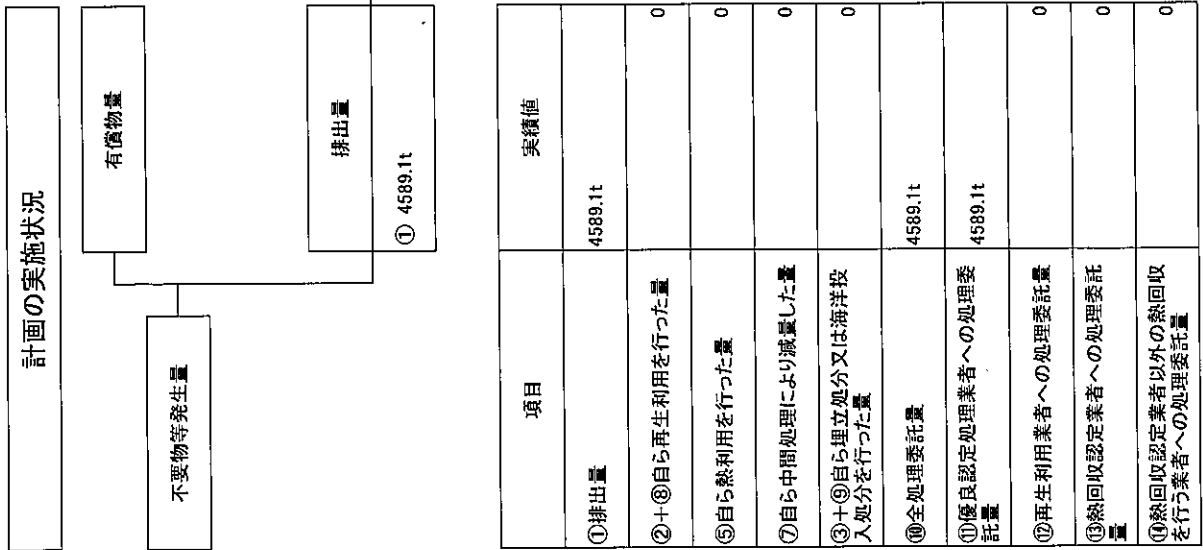 計画の実施状況
不要物等発生量
有償物量
排出量
① 4589.1t
項目
実績値
①排出量
4589.1t
②+⑧自ら再生利用を行った量
0
⑤自ら熱利用を行った量
0
⑦自ら中間処理により減量した量
0
③+⑨自ら埋立処分又は海洋投
入処分を行った量
0
⑩全処理委託量
4589.1t
⑪優良認定処理業者への処理委
託量
4589.1t
⑫再生利用業者への処理委託量
0
⑬熱回収認定業者への処理委託
量
0
⑭熱回収認定業者以外の熱回収
を行う業者への処理委託量
0